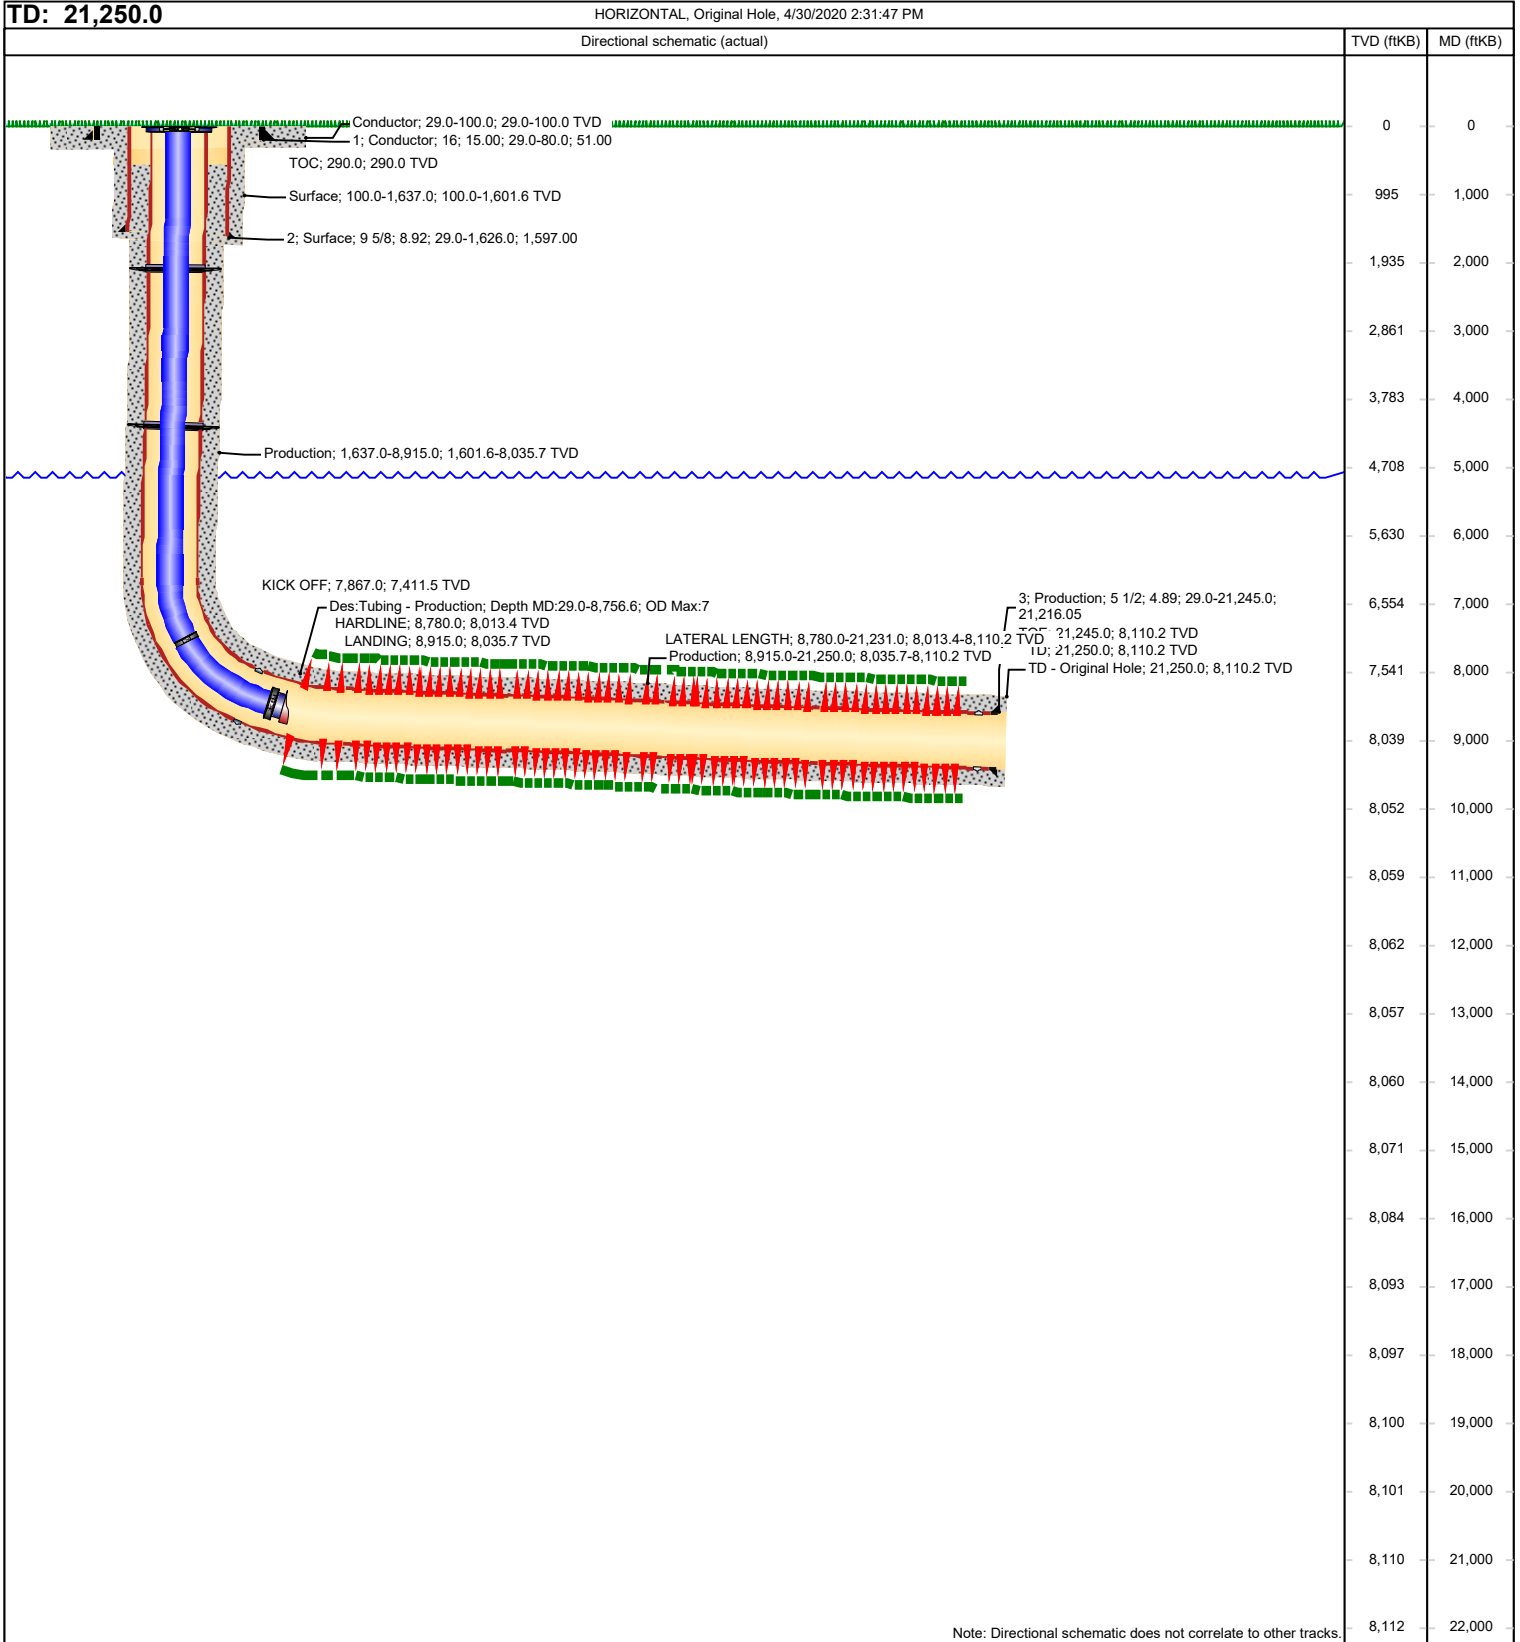 TD: 21,250.0
HORIZONTAL, Original Hole, 4/30/2020 2:31:47 PM
Directional schematic (actual)
TVD (ftKB)
MD (ftKB)
Conductor; 29.0-100.0; 29.0-100.0 TVD
1; Conductor; 16; 15.00; 29.0-80.0; 51.00
TOC; 290.0; 290.0 TVD
Surface; 100.0-1,637.0; 100.0-1,601.6 TVD
2; Surface; 9 5/8; 8.92; 29.0-1,626.0; 1,597.00
Production; 1,637.0-8,915.0; 1,601.6-8,035.7 TVD
KICK OFF; 7,867.0; 7,411.5 TVD
Des:Tubing - Production; Depth MD:29.0-8,756.6; OD Max:7
HARDLINE; 8,780.0; 8,013.4 TVD
LANDING; 8,915.0; 8,035.7 TVD
LATERAL LENGTH; 8,780.0-21,231.0; 8,013.4-8,110.2 TVD
Production; 8,915.0-21,250.0; 8,035.7-8,110.2 TVD
3; Production; 5 1/2; 4.89; 29.0-21,245.0;
21,216.05
21,245.0; 8,110.2 TVD
TD; 21,250.0; 8,110.2 TVD
TD - Original Hole; 21,250.0; 8,110.2 TVD
0 0
995 1,000
1,935 2,000
2,861 3,000
3,783 4,000
4,708 5,000
5,630 6,000
6,554 7,000
7,541 8,000
8,039 9,000
8,052 10,000
8,059 11,000
8,062 12,000
8,057 13,000
8,060 14,000
8,071 15,000
8,084 16,000
8,093 17,000
8,097 18,000
8,100 19,000
8,101 20,000
8,110 21,000
8,112 22,000
Note: Directional schematic does not correlate to other tracks.